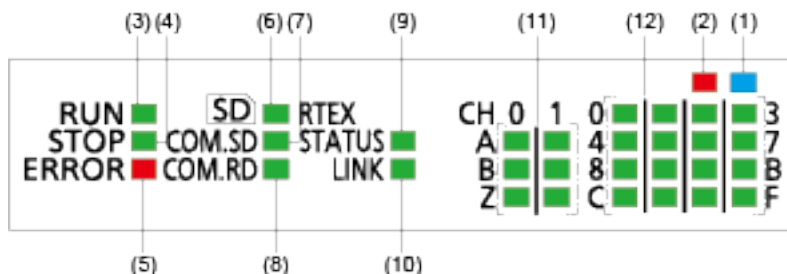 (3) (4) (6) (7) (9) (11) (12) (2) (1)
RUN SD RTEX CH 0 1 0 3
STOP COM.SD STATUS A 4 7
ERROR COM.RD LINK B 8 B
Z C F
(5) (8) (10)